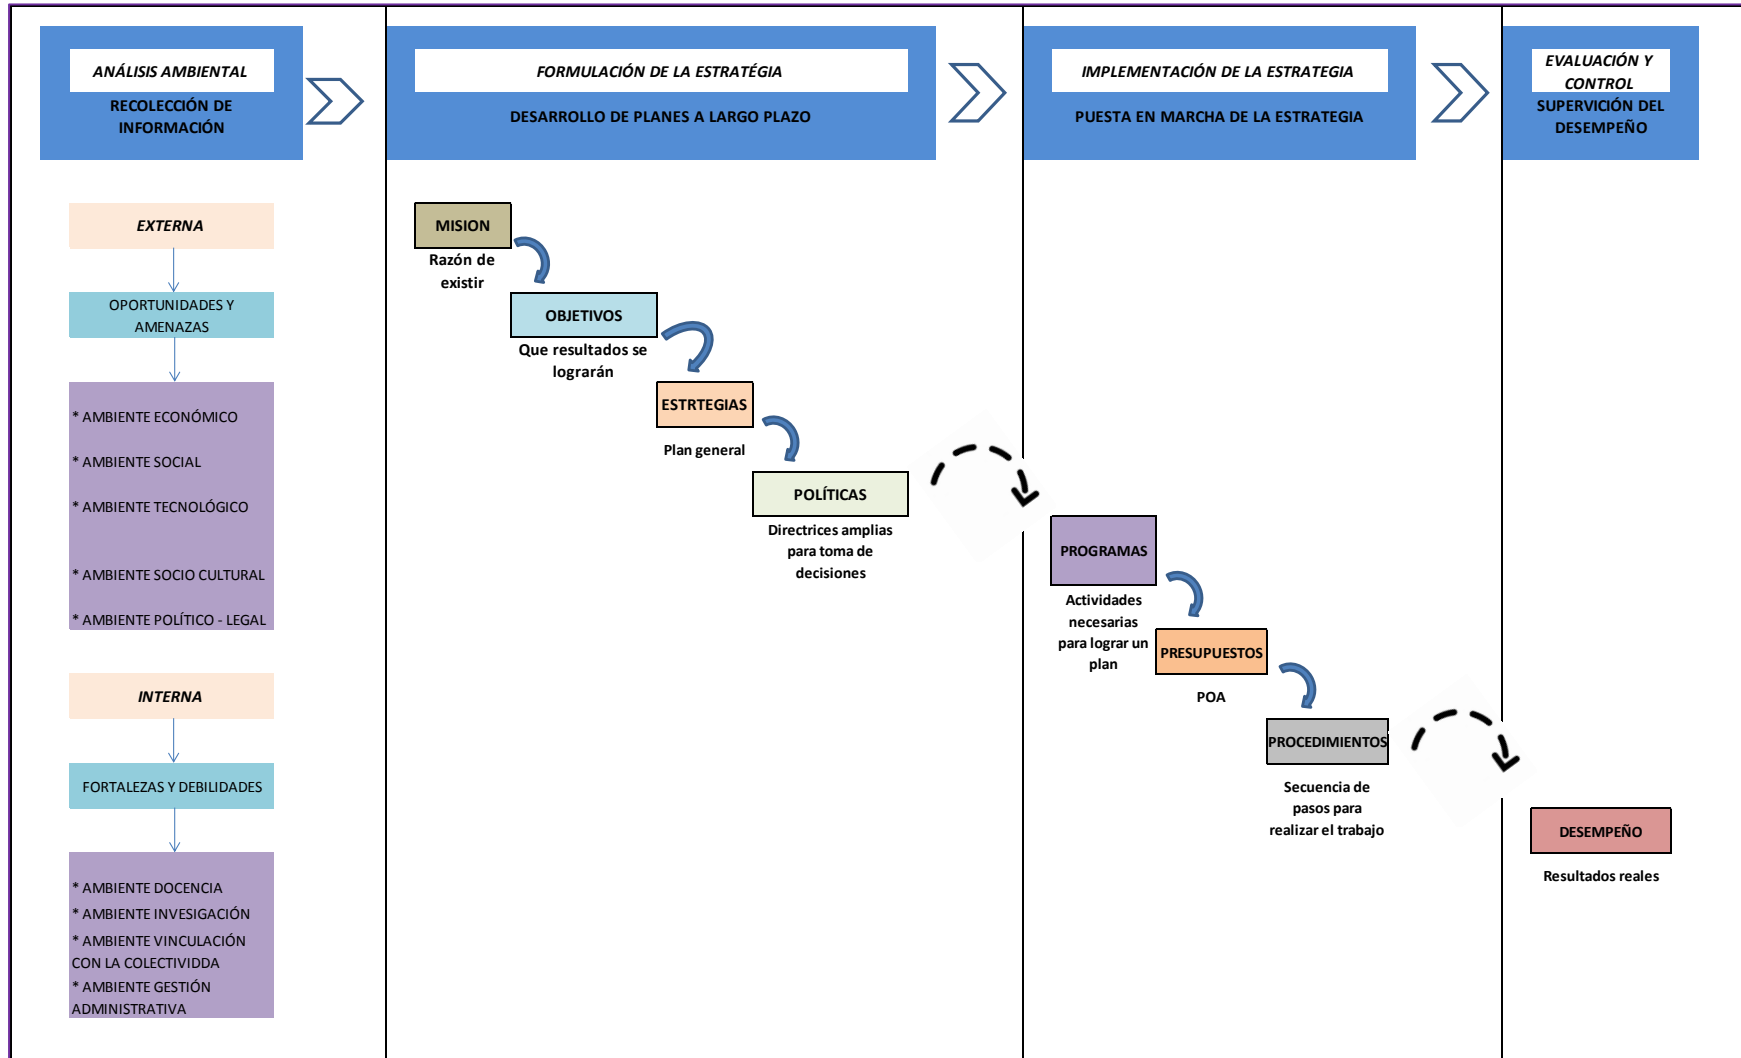 ANÁLISIS AMBIENTAL
RECOLECCIÓN DE
INFORMACIÓN
FORMULACIÓN DE LA ESTRATÉGIA
DESARROLLO DE PLANES A LARGO PLAZO
IMPLEMENTACIÓN DE LA ESTRATEGIA
PUESTA EN MARCHA DE LA ESTRATEGIA
EVALUACIÓN Y
CONTROL
SUPERVICIÓN DEL
DESEMPEÑO
EXTERNA
OPORTUNIDADES Y
AMENAZAS
* AMBIENTE ECONÓMICO
* AMBIENTE SOCIAL
* AMBIENTE TECNOLÓGICO
* AMBIENTE SOCIO CULTURAL
* AMBIENTE POLÍTICO - LEGAL
INTERNA
FORTALEZAS Y DEBILIDADES
* AMBIENTE DOCENCIA
* AMBIENTE INVESIGACIÓN
* AMBIENTE VINCULACIÓN
CON LA COLECTIVIDDA
* AMBIENTE GESTIÓN
ADMINISTRATIVA
MISION
Razón de
existir
OBJETIVOS
Que resultados se
lograrán
ESTRTEGIAS
Plan general
POLÍTICAS
Directrices amplias
para toma de
decisiones
PROGRAMAS
Actividades
necesarias
para lograr un
plan
PRESUPUESTOS
POA
PROCEDIMIENTOS
Secuencia de
pasos para
realizar el trabajo
DESEMPEÑO
Resultados reales